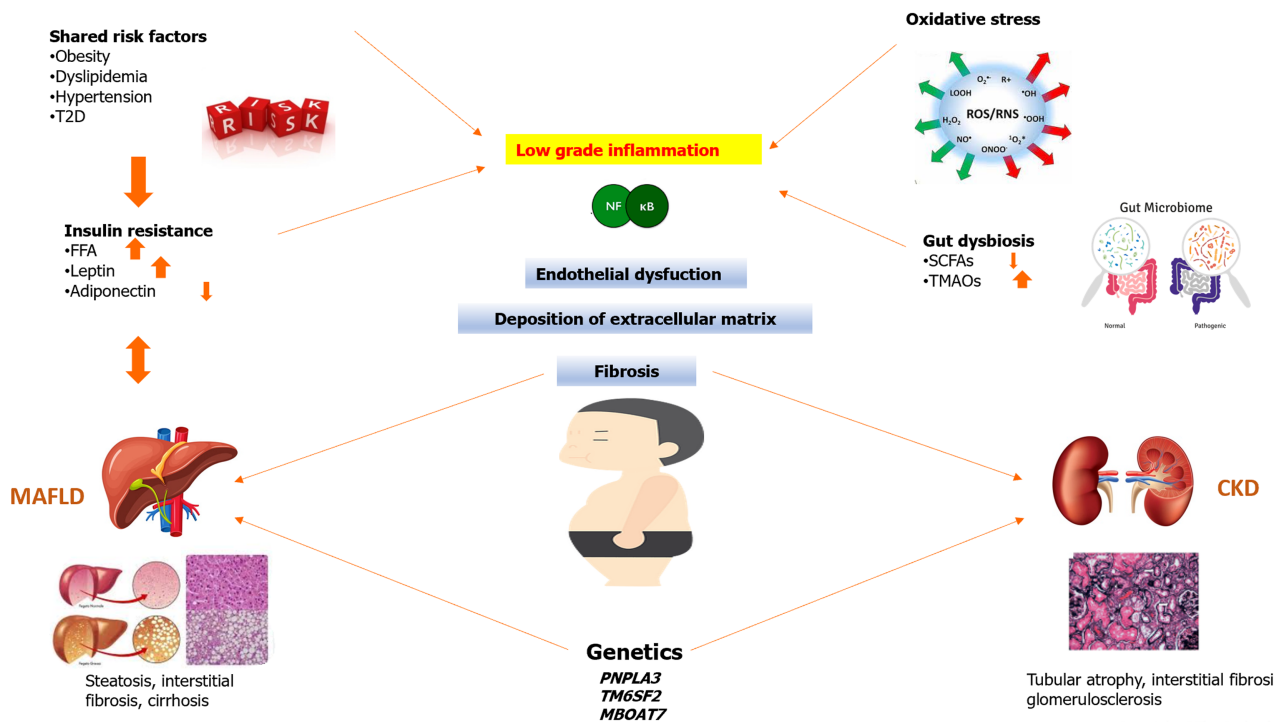 Shared risk factors
•Obesity
•Dyslipidemia
•Hypertension
•T2D
RISK
RISK
Oxidative stress
O₂•⁻ R+
LOOH •OH
ROS/RNS
H₂O₂ •OOH
NO•
ONOO⁻
Low grade inflammation
NF κB
Insulin resistance
•FFA
•Leptin
•Adiponectin
Gut dysbiosis
•SCFAs
•TMAOs
Gut Microbiome
Normal Pathogenic
Endothelial dysfuction
Deposition of extracellular matrix
Fibrosis
MAFLD
CKD
Steatosis, interstitial
fibrosis, cirrhosis
Genetics
PNPLA3
TM6SF2
MBOAT7
Tubular atrophy, interstitial fibrosi
glomerulosclerosis